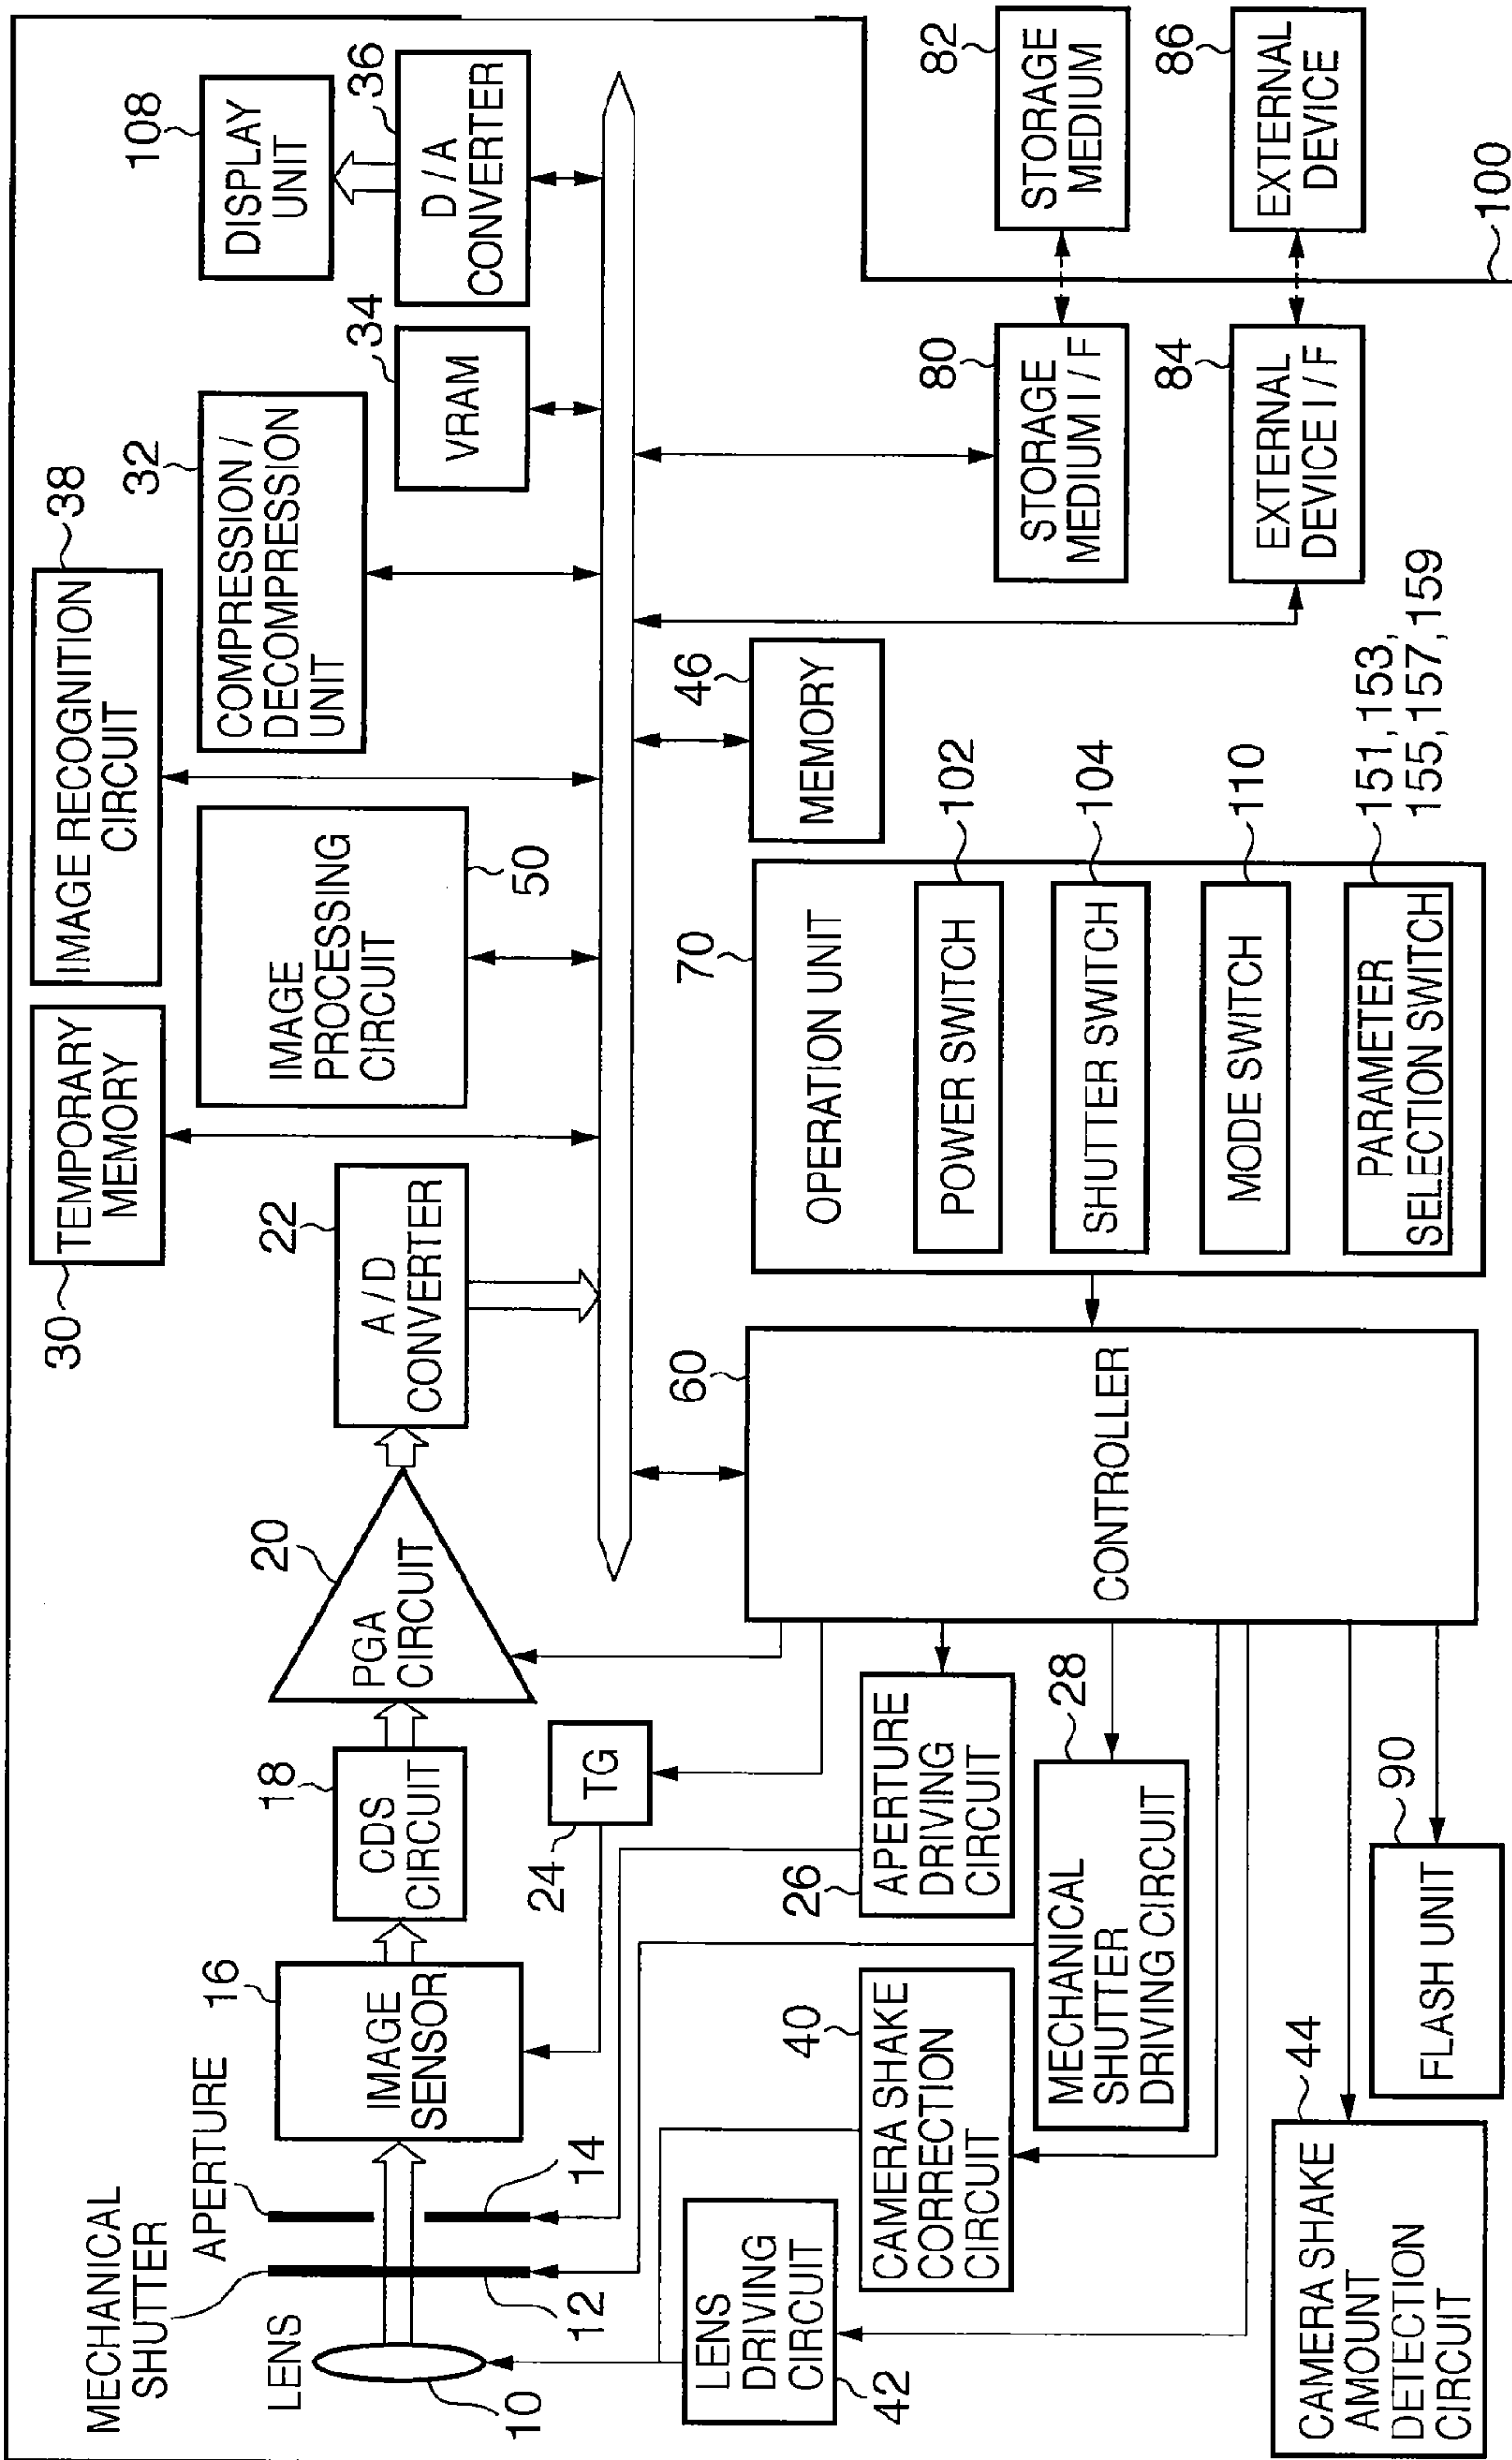 MECHANICAL
SHUTTER
APERTURE
LENS
10
12
14
16
IMAGE
SENSOR
18
CDS
CIRCUIT
20
PGA
CIRCUIT
22
A / D
CONVERTER
30
TEMPORARY
MEMORY
IMAGE RECOGNITION
CIRCUIT
38
IMAGE
PROCESSING
CIRCUIT
50
COMPRESSION /
DECOMPRESSION
UNIT
32
VRAM
34
DISPLAY
UNIT
108
D / A
CONVERTER
36
24
TG
26
APERTURE
DRIVING
CIRCUIT
28
MECHANICAL
SHUTTER
DRIVING CIRCUIT
40
CAMERA SHAKE
CORRECTION
CIRCUIT
42
LENS
DRIVING
CIRCUIT
44
CAMERA SHAKE
AMOUNT
DETECTION
CIRCUIT
90
FLASH UNIT
60
CONTROLLER
70
OPERATION UNIT
POWER SWITCH
102
SHUTTER SWITCH
104
MODE SWITCH
110
PARAMETER
SELECTION SWITCH
151, 153,
155, 157, 159
46
MEMORY
80
STORAGE
MEDIUM I / F
82
STORAGE
MEDIUM
84
EXTERNAL
DEVICE I / F
86
EXTERNAL
DEVICE
100